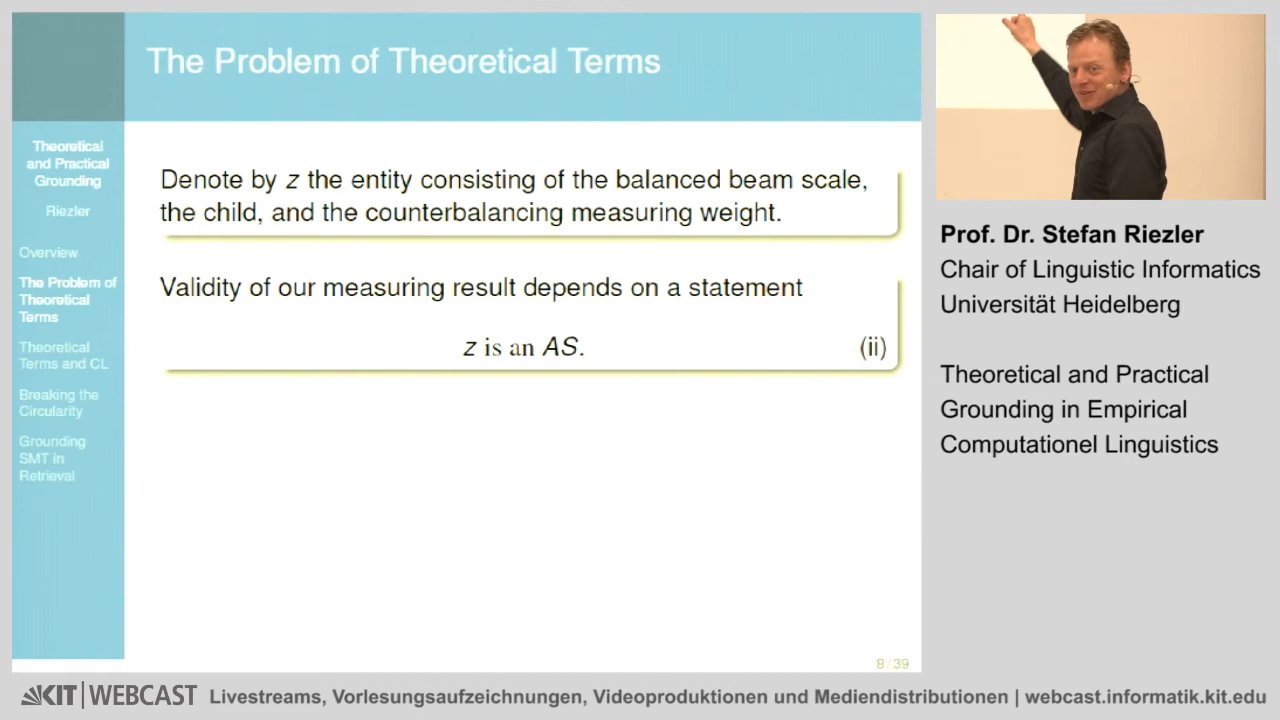 The Problem of Theoretical Terms
Theoretical
and Practical
Grounding
Riezler
Overview
The Problem of
Theoretical
Terms
Theoretical
Terms and CL
Breaking the
Circularity
Grounding
SMT in
Retrieval
Denote by z the entity consisting of the balanced beam scale,
the child, and the counterbalancing measuring weight.
Validity of our measuring result depends on a statement
z is an AS. (ii)
8/39
Prof. Dr. Stefan Riezler
Chair of Linguistic Informatics
Universität Heidelberg
Theoretical and Practical
Grounding in Empirical
Computationel Linguistics
KIT | WEBCAST Livestreams, Vorlesungsaufzeichnungen, Videoproduktionen und Mediendistributionen | webcast.informatik.kit.edu